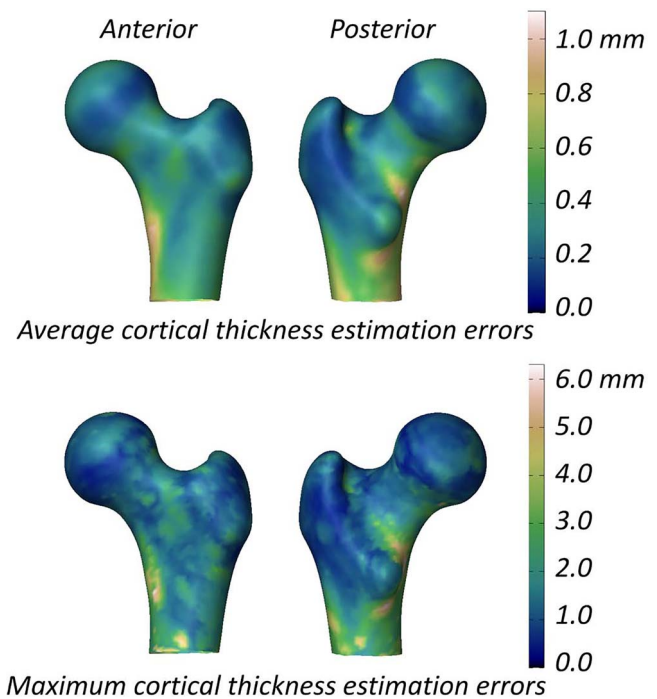 Anterior
Posterior
1.0 mm
0.8
0.6
0.4
0.2
0.0
Average cortical thickness estimation errors
6.0 mm
5.0
4.0
3.0
2.0
1.0
0.0
Maximum cortical thickness estimation errors